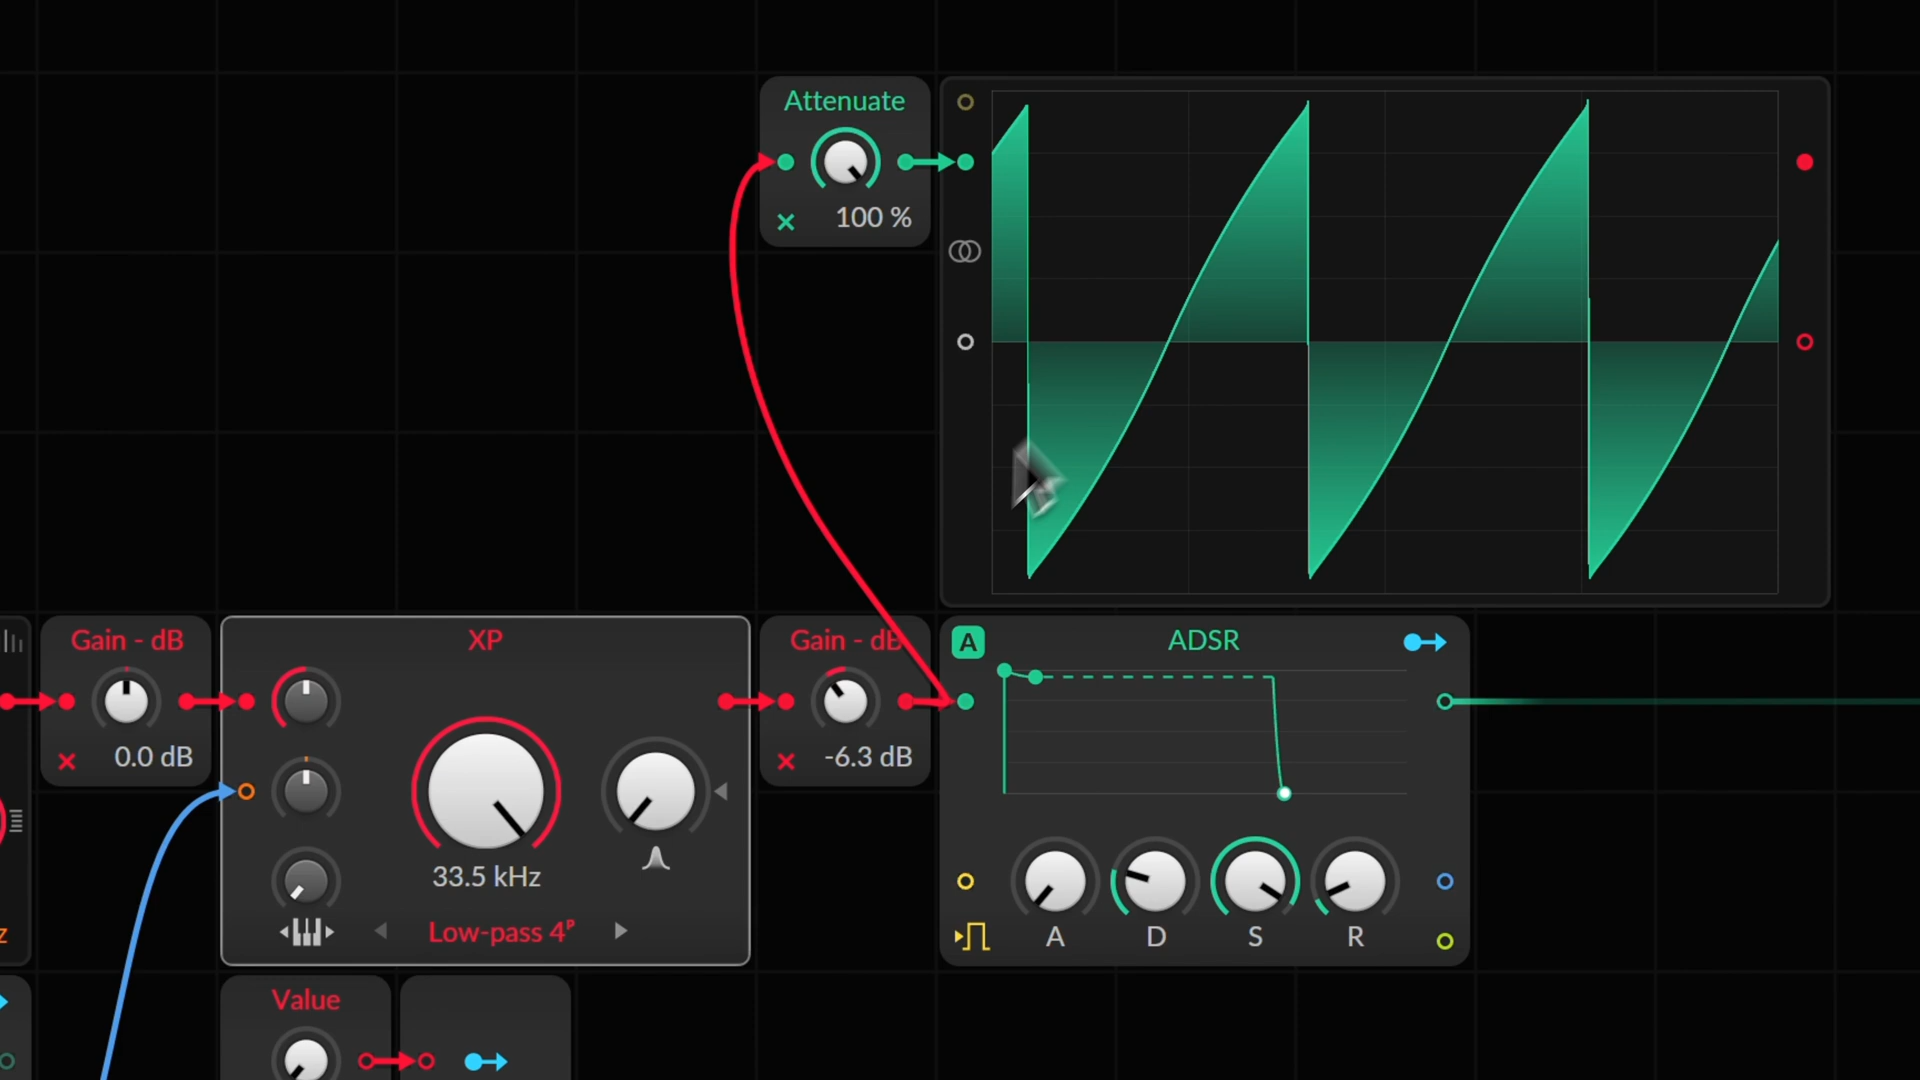 Attenuate
100 %
Gain - dB
0.0 dB
XP
33.5 kHz
Low-pass 4P
Gain - dB
-6.3 dB
A
ADSR
A
D
S
R
z
Value